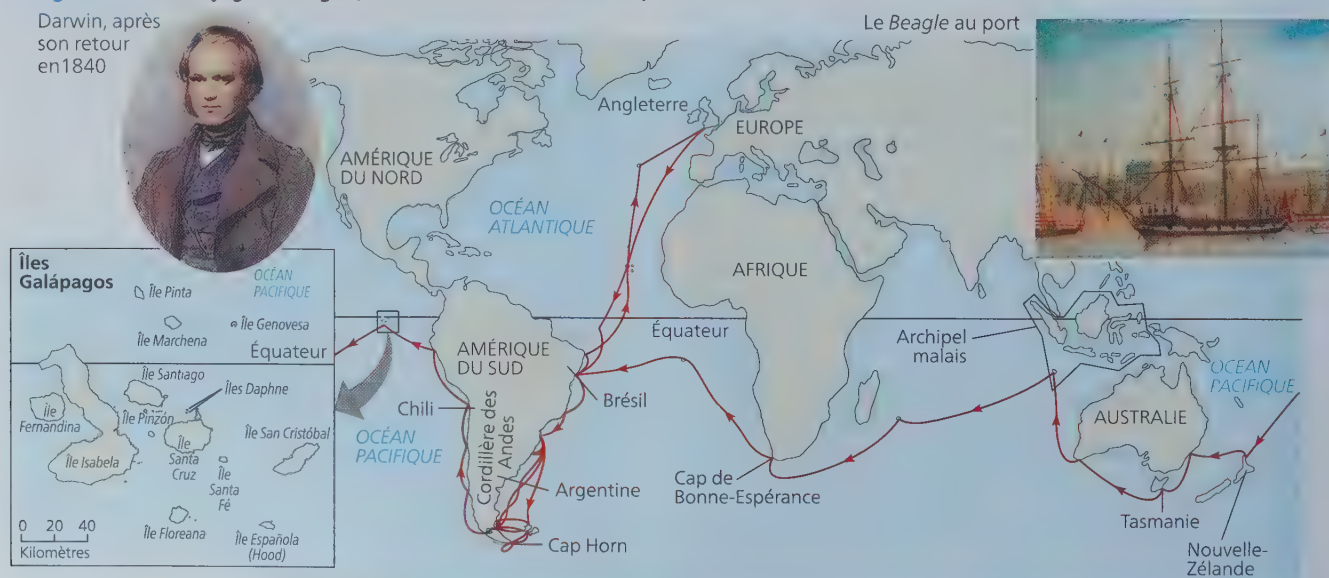 Darwin, après
son retour
en1840
Le Beagle au port
Angleterre
EUROPE
AMÉRIQUE
DU NORD
OCÉAN
ATLANTIQUE
AFRIQUE
Équateur
Archipel
malais
OCÉAN
PACIFIQUE
AMÉRIQUE
DU SUD
Brésil
Chili
Cordillère des
Andes
OCÉAN
PACIFIQUE
Argentine
Cap Horn
Cap de
Bonne-Espérance
AUSTRALIE
Tasmanie
Nouvelle-
Zélande
Îles
Galápagos
OCÉAN
PACIFIQUE
Île Pinta
Île Genovesa
Île Marchena
Équateur
Île Santiago
Îles Daphne
Île
Fernandina
Île Pinzón
Île San Cristóbal
Île Isabela
Île
Santa
Cruz
Île
Santa
Fé
Île Floreana
Île Española
(Hood)
0 20 40
Kilomètres